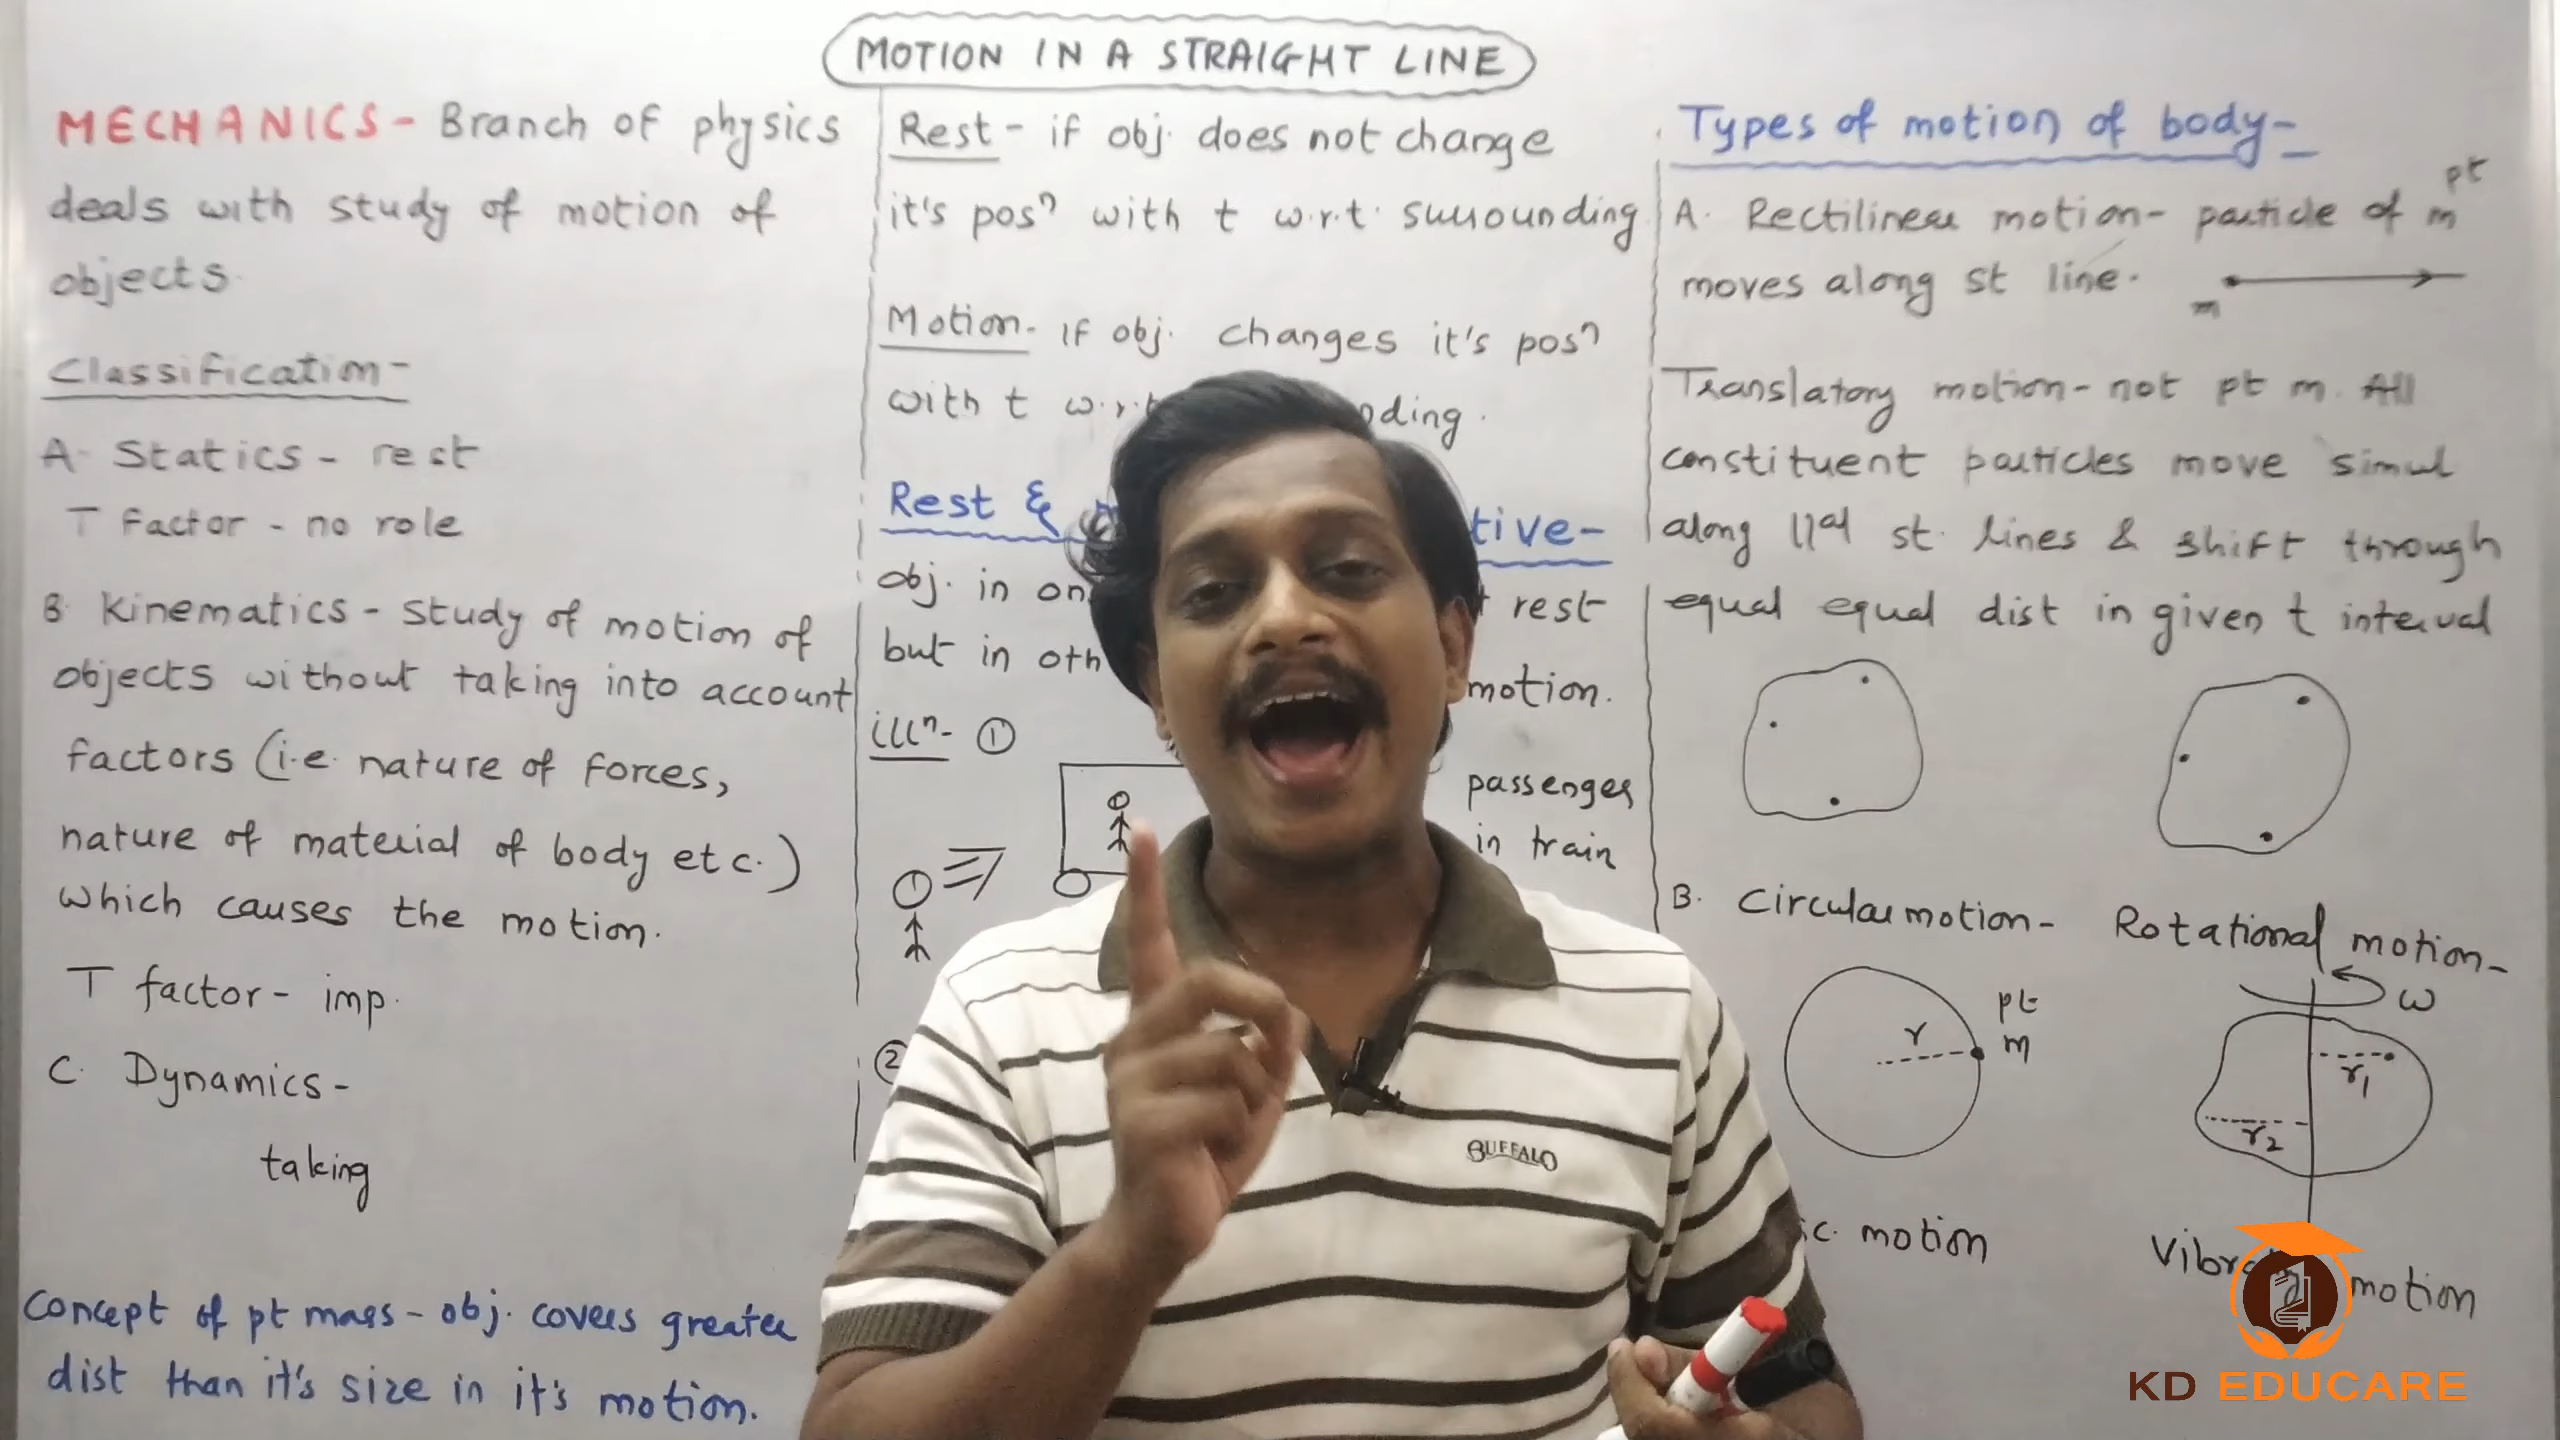 MOTION IN A STRAIGHT LINE
MECHANICS - Branch of physics
deals with study of motion of
objects.
Classification -
A. Statics - rest
T factor - no role
B. Kinematics - study of motion of
objects without taking into account
factors (i.e. nature of forces,
nature of material of body etc.)
which causes the motion.
T factor - imp.
C. Dynamics -
taking
Concept of pt mass - obj. covers greater
dist than it's size in it's motion.
Rest - if obj. does not change
it's posⁿ with t w.r.t. surrounding
Motion - If obj. changes it's posⁿ
with t w.r.t
Rest &
obj. in rest
but in motion.
illⁿ - ①
passenger
in train
②
Types of motion of body -
A. Rectilinear motion - particle of pt m
moves along st line.
m
Translatory motion - not pt m. All
constituent particles move simul
along ||al st. lines & shift through
equal equal dist in given t interval
B. Circular motion - Rotational motion -
r pt m
ω
r1
r2
motion motion
BUFFALO
KD EDUCARE